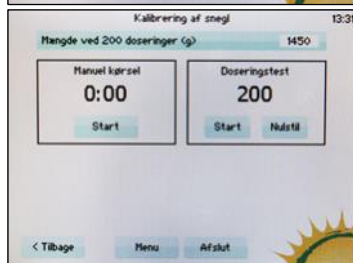 Kalibrering af snegl 13:31
Mængde ved 200 doseringer (g) 1450
Manuel kørsel Doseringstest
0:00 200
Start Start Nulstil
< Tilbage Menu Afslut